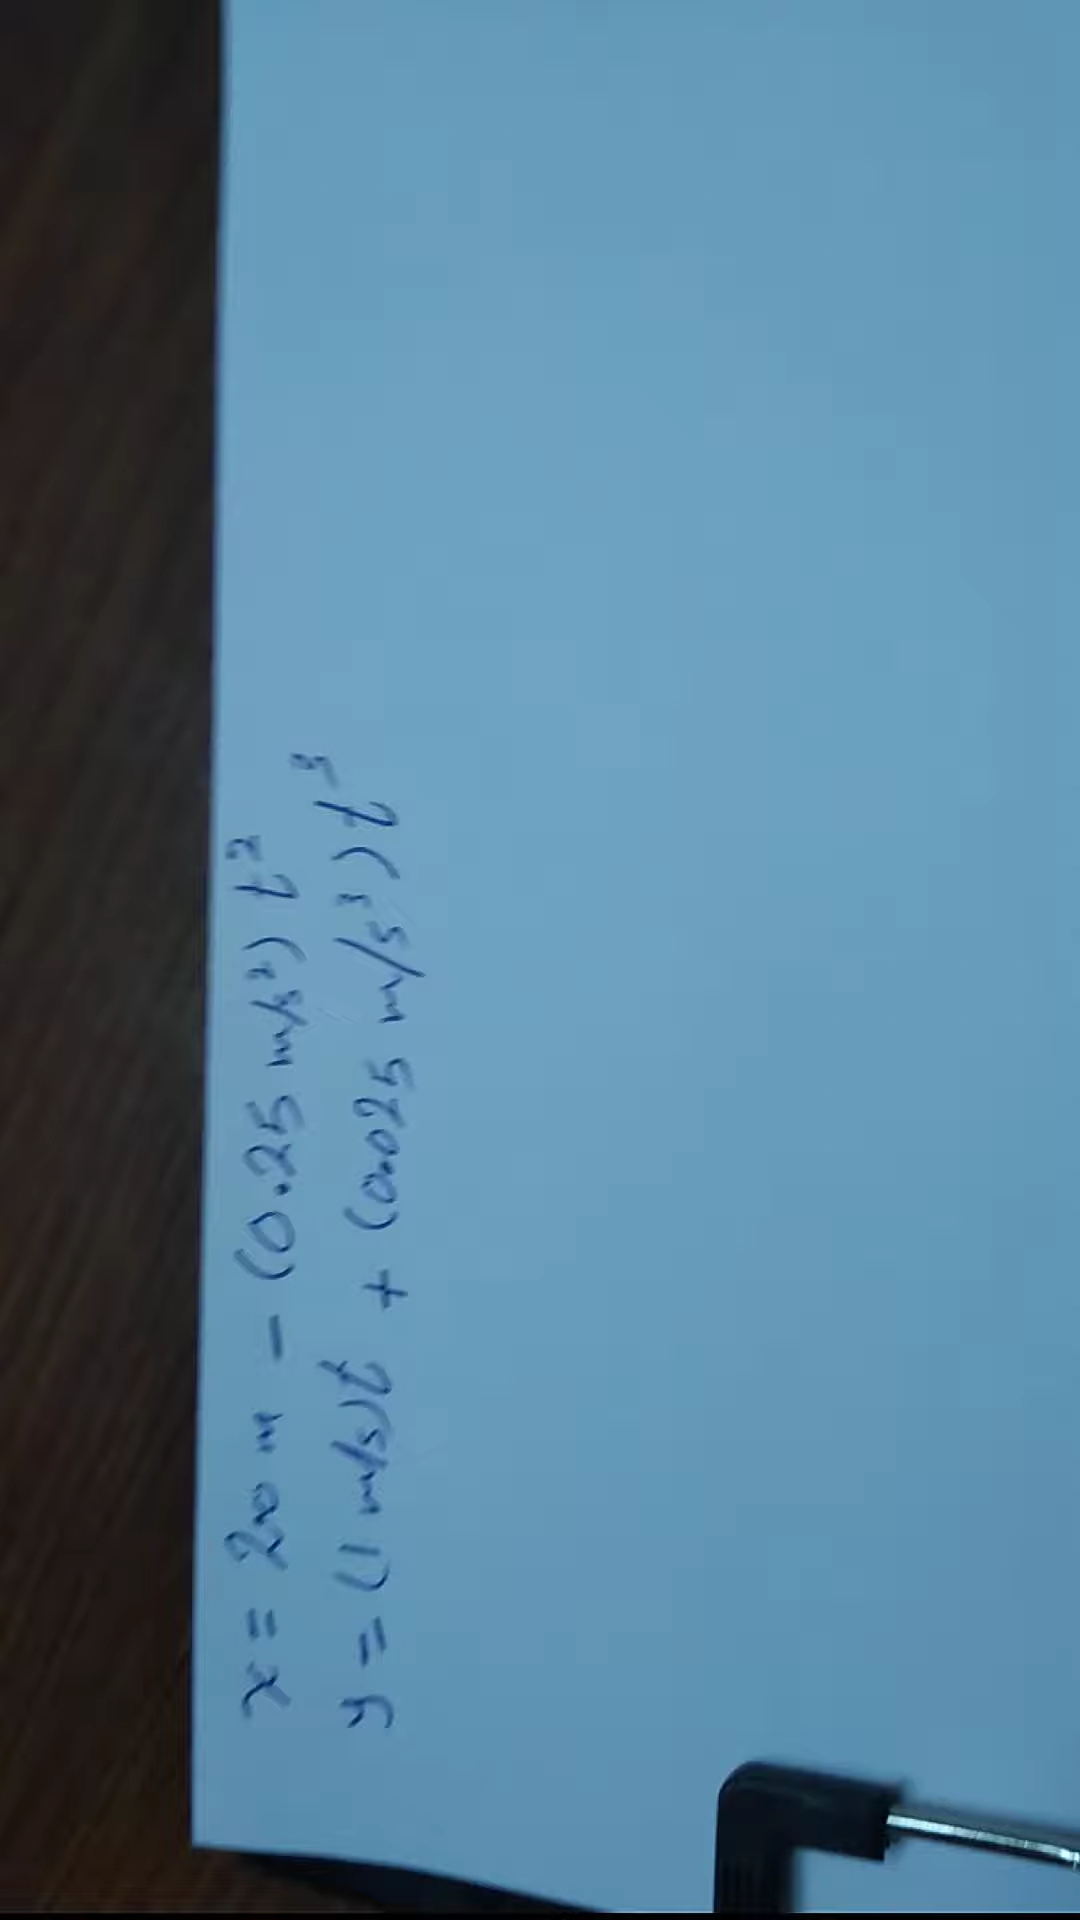 x = 200 m - (0.25 m/s²) t²
y = (1 m/s)t + (0.025 m/s³) t³